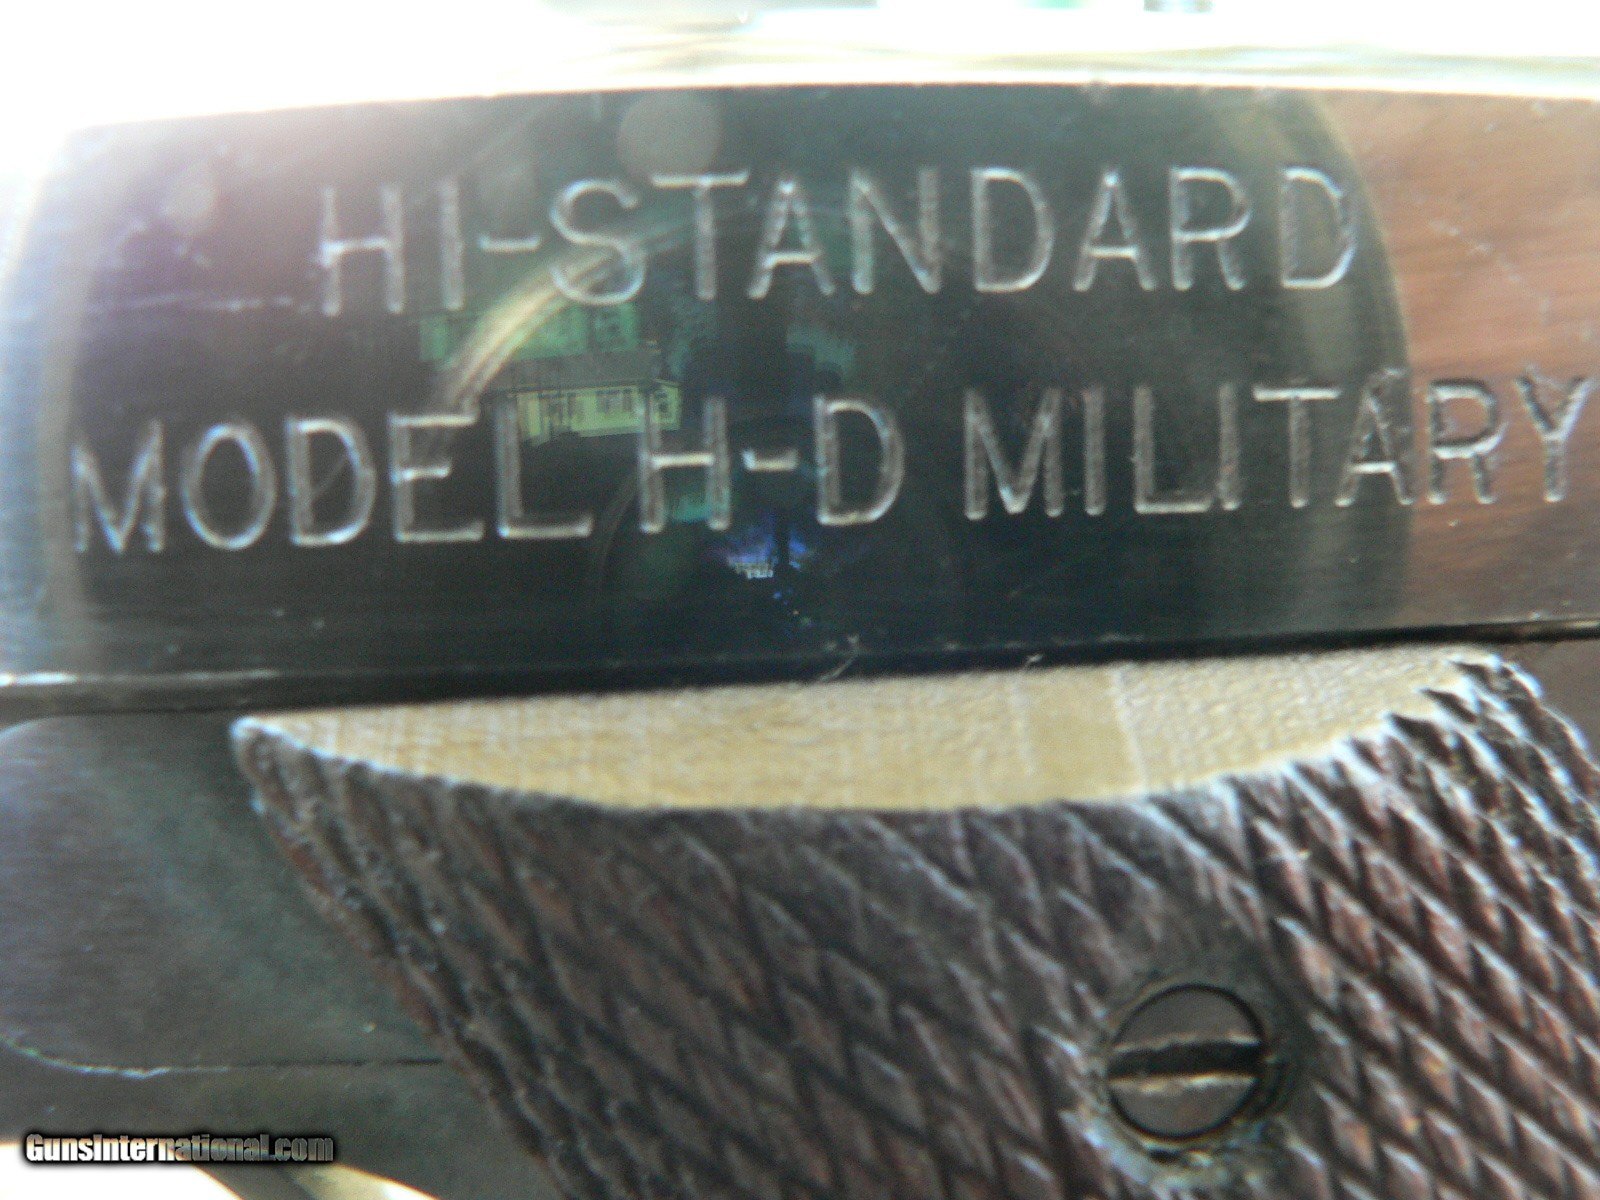 HI-STANDARD
MODEL H-D MILITARY
GunsInternational.com